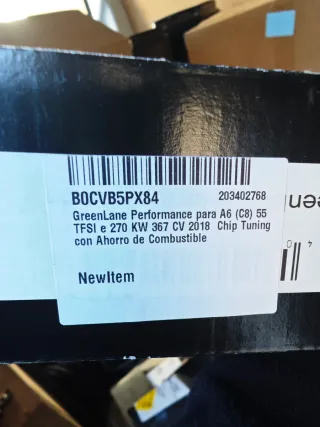 B0CVB5PX84 203402768
GreenLane Performance para A6 (C8) 55
TFSI e 270 KW 367 CV 2018 Chip Tuning
con Ahorro de Combustible
NewItem